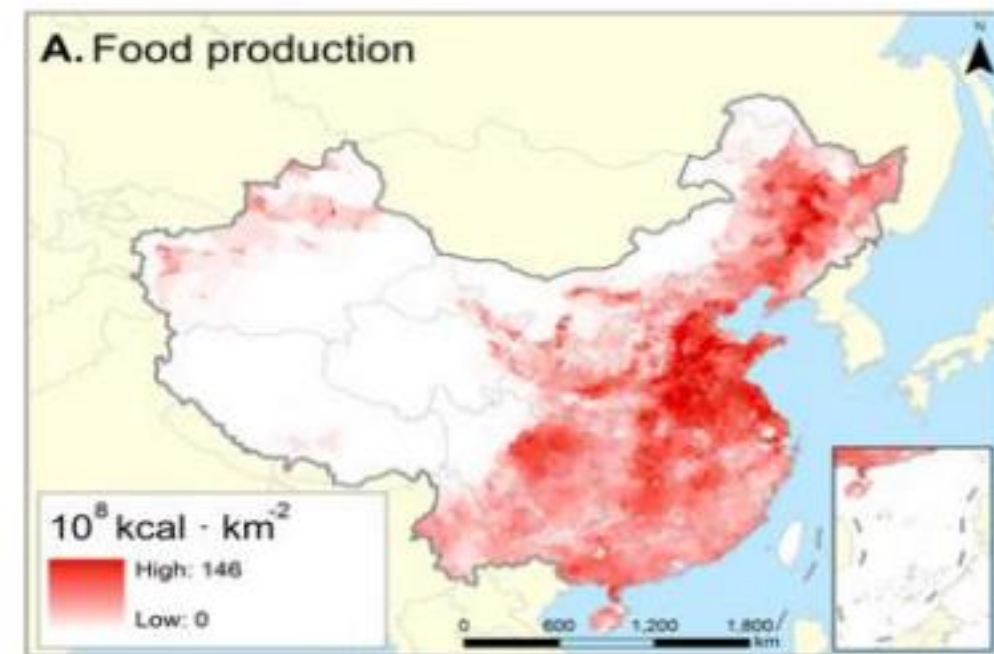 A. Food production
N
10⁸ kcal · km⁻²
High: 146
Low: 0
0 600 1,200 1,800
km